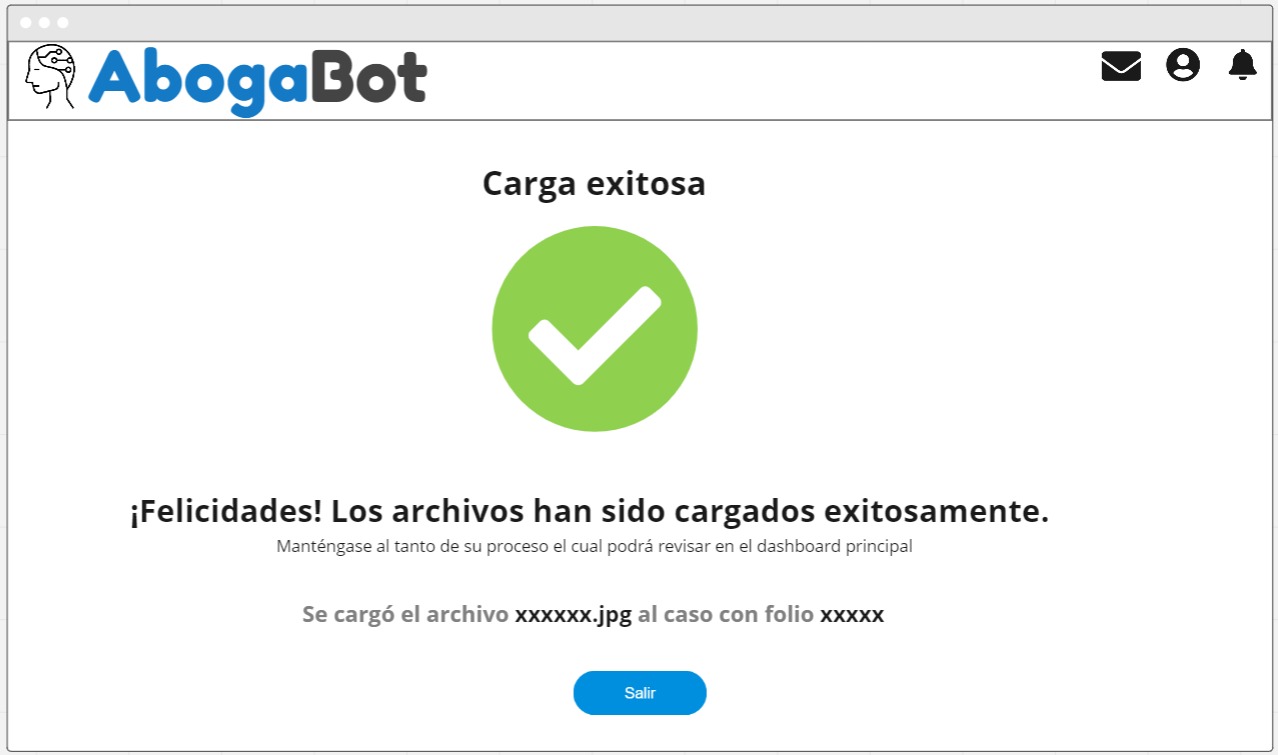 AbogaBot
Carga exitosa
¡Felicidades! Los archivos han sido cargados exitosamente.
Manténgase al tanto de su proceso el cual podrá revisar en el dashboard principal
Se cargó el archivo xxxxxx.jpg al caso con folio xxxxx
Salir